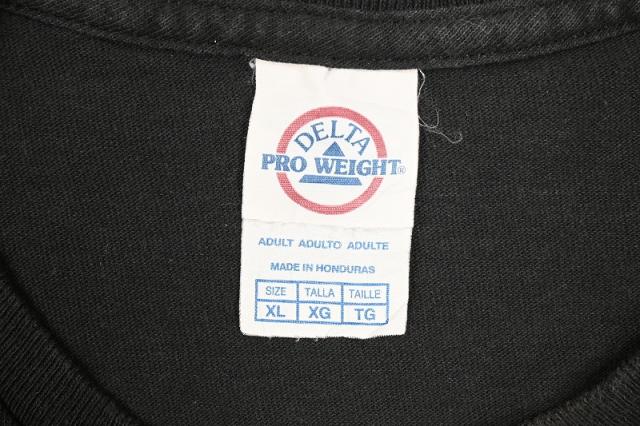 DELTA
PRO WEIGHT®
ADULT ADULTO ADULTE
MADE IN HONDURAS
SIZE TALLA TAILLE
XL XG TG